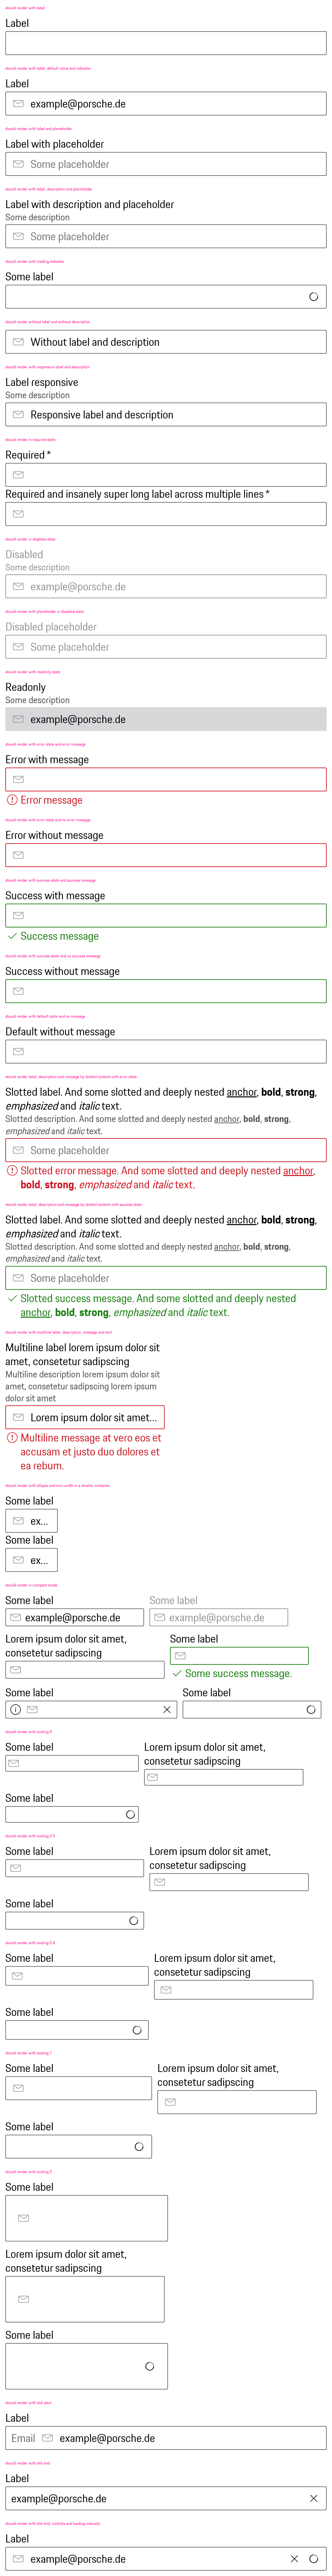 should render with label
Label
should render with label, default value and indicator
Label
example@porsche.de
should render with label and placeholder
Label with placeholder
Some placeholder
should render with label, description and placeholder
Label with description and placeholder
Some description
Some placeholder
should render with loading indicator
Some label
should render without label and without description
Without label and description
should render with responsive label and description
Label responsive
Some description
Responsive label and description
should render in required state
Required *
Required and insanely super long label across multiple lines *
should render in disabled state
Disabled
Some description
example@porsche.de
should render with placeholder in disabled state
Disabled placeholder
Some placeholder
should render with readonly state
Readonly
Some description
example@porsche.de
should render with error state and error message
Error with message
Error message
should render with error state and no error message
Error without message
should render with success state and success message
Success with message
Success message
should render with success state and no success message
Success without message
should render with default state and no message
Default without message
should render label, description and message by slotted content with error state
Slotted label. And some slotted and deeply nested anchor, bold, strong,
emphasized and italic text.
Slotted description. And some slotted and deeply nested anchor, bold, strong,
emphasized and italic text.
Some placeholder
Slotted error message. And some slotted and deeply nested anchor,
bold, strong, emphasized and italic text.
should render label, description and message by slotted content with success state
Slotted label. And some slotted and deeply nested anchor, bold, strong,
emphasized and italic text.
Slotted description. And some slotted and deeply nested anchor, bold, strong,
emphasized and italic text.
Some placeholder
Slotted success message. And some slotted and deeply nested
anchor, bold, strong, emphasized and italic text.
should render with multiline label, description, message and text
Multiline label lorem ipsum dolor sit
amet, consetetur sadipscing
Multiline description lorem ipsum dolor sit
amet, consetetur sadipscing lorem ipsum
dolor sit amet
Lorem ipsum dolor sit amet...
Multiline message at vero eos et
accusam et justo duo dolores et
ea rebum.
should render with ellipsis and min-width in a smaller container
Some label
ex...
Some label
ex...
should render in compact mode
Some label
example@porsche.de
Some label
example@porsche.de
Lorem ipsum dolor sit amet,
consetetur sadipscing
Some label
Some success message.
Some label
Some label
should render with scaling 0
Some label
Lorem ipsum dolor sit amet,
consetetur sadipscing
Some label
should render with scaling 0.5
Some label
Lorem ipsum dolor sit amet,
consetetur sadipscing
Some label
should render with scaling 0.8
Some label
Lorem ipsum dolor sit amet,
consetetur sadipscing
Some label
should render with scaling 1
Some label
Lorem ipsum dolor sit amet,
consetetur sadipscing
Some label
should render with scaling 2
Some label
Lorem ipsum dolor sit amet,
consetetur sadipscing
Some label
should render with slot start
Label
Email
example@porsche.de
should render with slot end
Label
example@porsche.de
should render with slot end, controls and loading indicator
Label
example@porsche.de